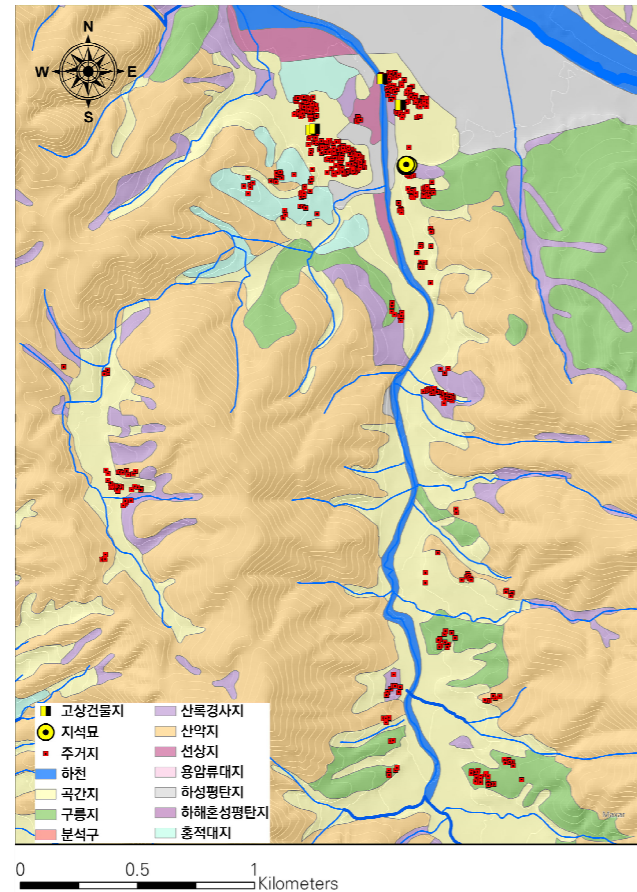 N
W E
S
고상건물지
지석묘
주거지
하천
곡간지
구릉지
분석구
산록경사지
산악지
선상지
용암류대지
하성평탄지
하해혼성평탄지
홍적대지
0 0.5 1
Kilometers